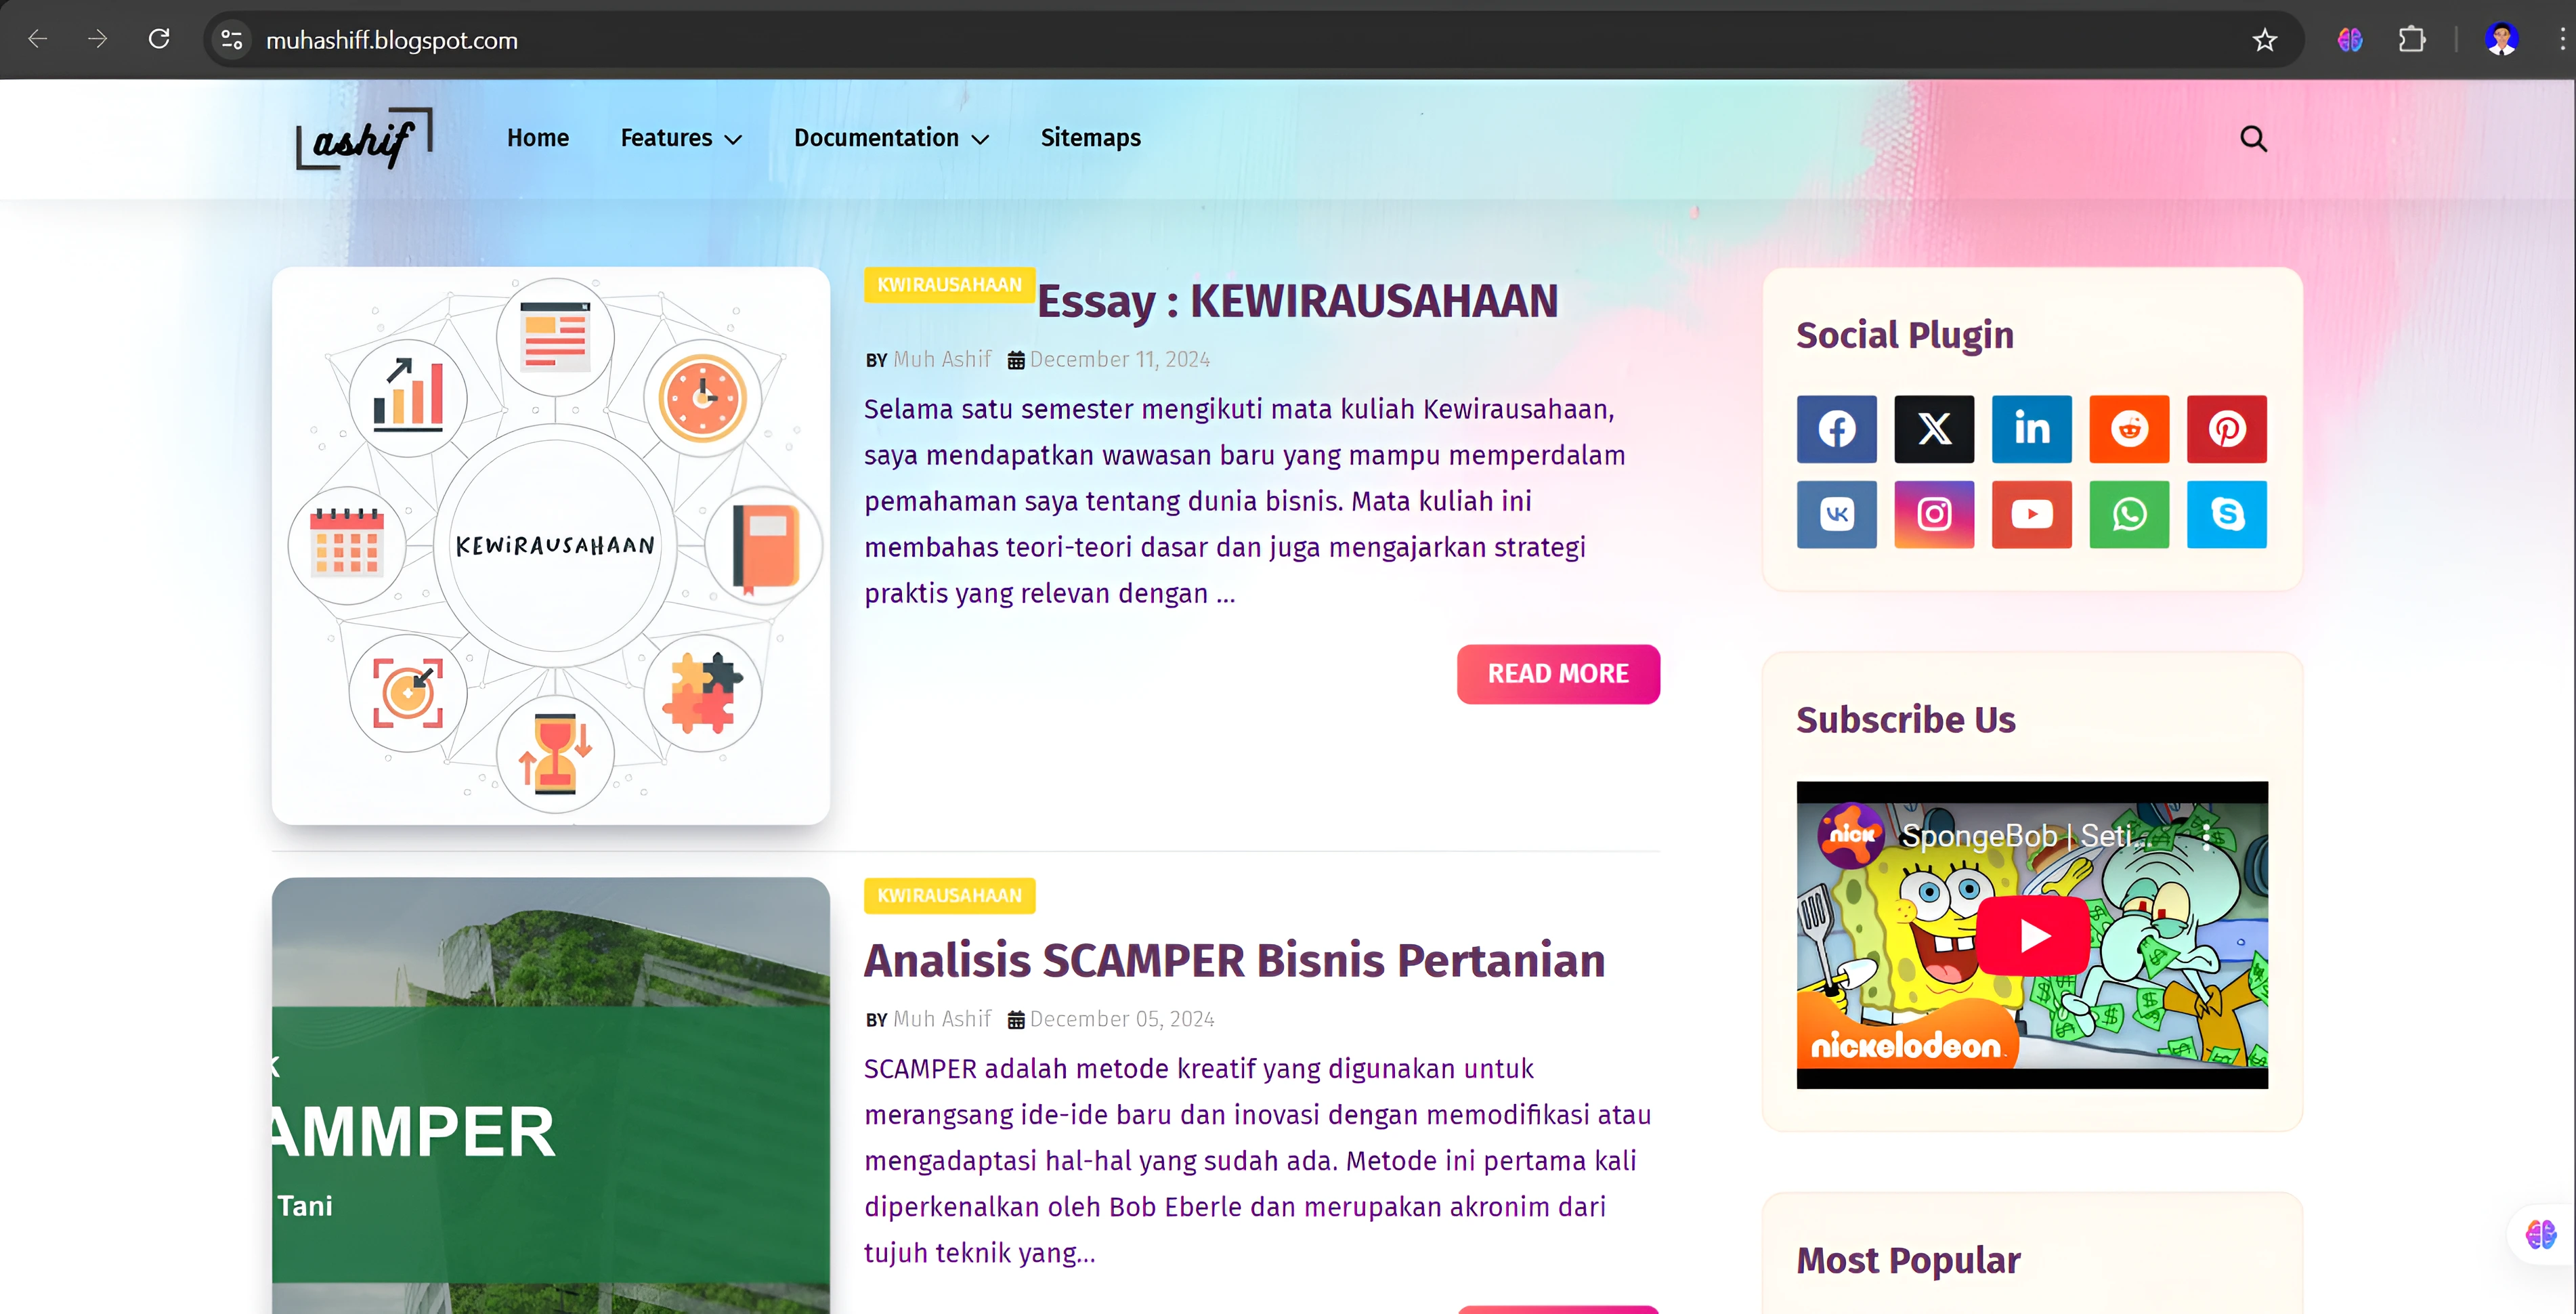 muhashiff.blogspot.com
ashif
Home Features Documentation Sitemaps
KEWIRAUSAHAAN
KWIRAUSAHAAN
Essay : KEWIRAUSAHAAN
BY Muh Ashif December 11, 2024
Selama satu semester mengikuti mata kuliah Kewirausahaan,
saya mendapatkan wawasan baru yang mampu memperdalam
pemahaman saya tentang dunia bisnis. Mata kuliah ini
membahas teori-teori dasar dan juga mengajarkan strategi
praktis yang relevan dengan ...
READ MORE
AMMPER
Tani
KWIRAUSAHAAN
Analisis SCAMPER Bisnis Pertanian
BY Muh Ashif December 05, 2024
SCAMPER adalah metode kreatif yang digunakan untuk
merangsang ide-ide baru dan inovasi dengan memodifikasi atau
mengadaptasi hal-hal yang sudah ada. Metode ini pertama kali
diperkenalkan oleh Bob Eberle dan merupakan akronim dari
tujuh teknik yang...
Social Plugin
Subscribe Us
nick
SpongeBob | Seti...
nickelodeon
Most Popular